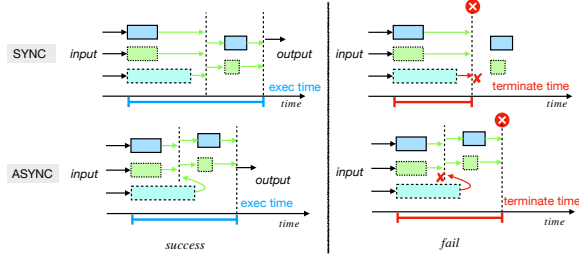 SYNC
input
output
exec time
time
input
terminate time
time
ASYNC
input
output
exec time
time
input
terminate time
time
success
fail